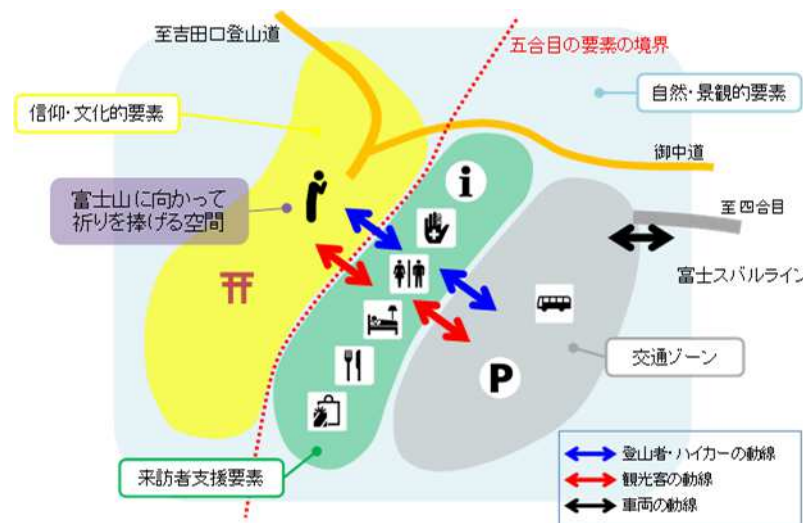 至吉田口登山道
五合目の要素の境界
自然・景観的要素
信仰・文化的要素
御中道
富士山に向かって
祈りを捧げる空間
至四合目
富士スバルライン
交通ゾーン
P
来訪者支援要素
登山者・ハイカーの動線
観光客の動線
車両の動線